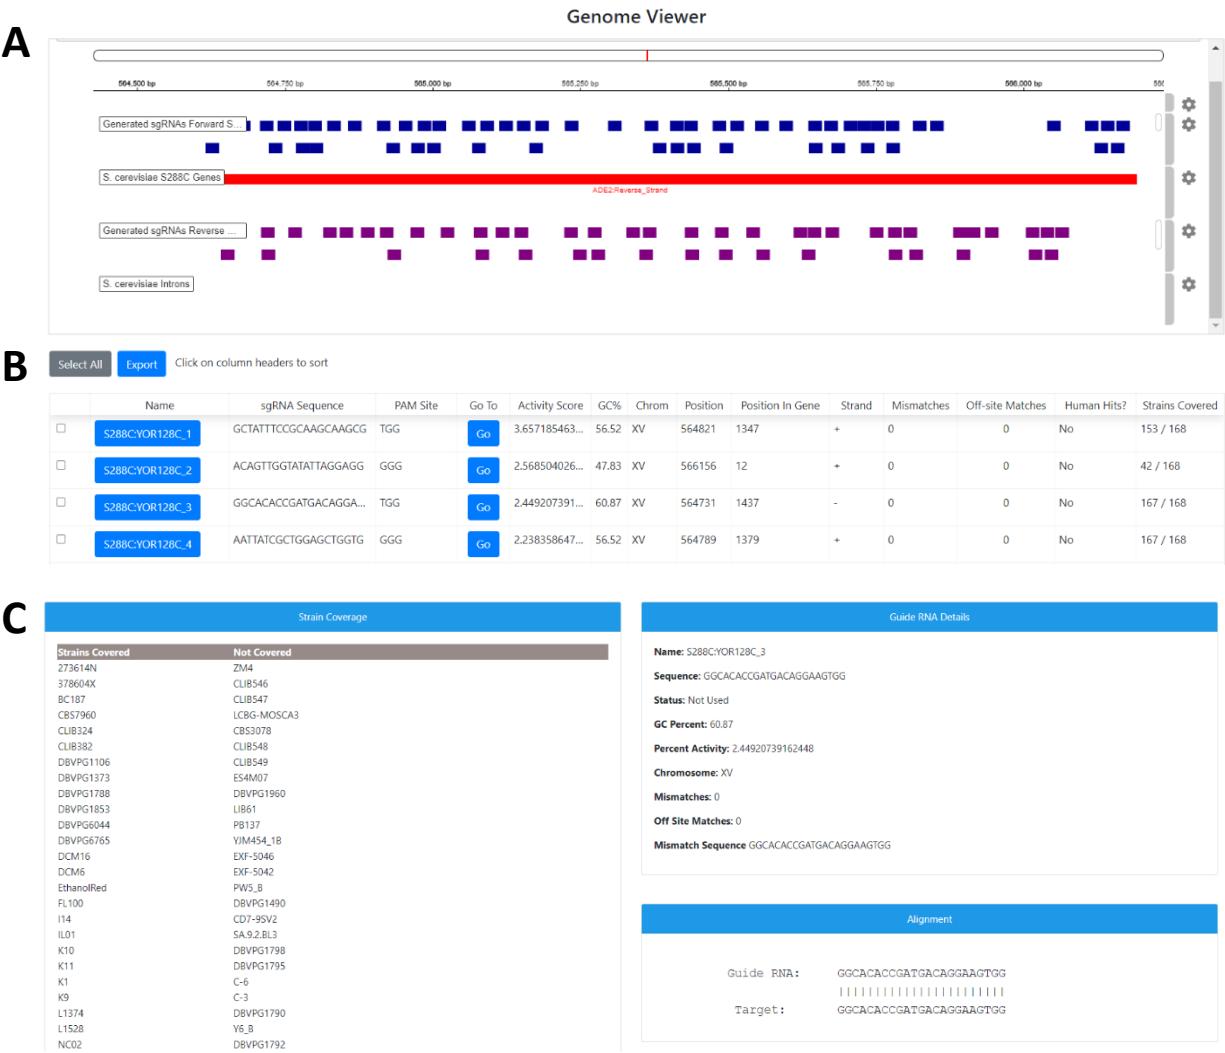 Genome Viewer
A
564,500 bp 564,750 bp 565,000 bp 565,250 bp 565,500 bp 565,750 bp 566,000 bp
Generated sgRNAs Forward S...
S. cerevisiae S288C Genes
ADE2:Reverse_Strand
Generated sgRNAs Reverse ...
S. cerevisiae Introns
B
Select All Export Click on column headers to sort
Name sgRNA Sequence PAM Site Go To Activity Score GC% Chrom Position Position In Gene Strand Mismatches Off-site Matches Human Hits? Strains Covered
S288C:YOR128C_1 GCTATTTCCGCAAGCAAGCG TGG Go 3.657185463... 56.52 XV 564821 1347 + 0 0 No 153 / 168
S288C:YOR128C_2 ACAGTTGGTATATTAGGAGG GGG Go 2.568504026... 47.83 XV 566156 12 + 0 0 No 42 / 168
S288C:YOR128C_3 GGCACACCGATGACAGGA... TGG Go 2.449207391... 60.87 XV 564731 1437 - 0 0 No 167 / 168
S288C:YOR128C_4 AATTATCGCTGGAGCTGGTG GGG Go 2.238358647... 56.52 XV 564789 1379 + 0 0 No 167 / 168
C
Strain Coverage
Strains Covered Not Covered
273614N ZM4
378604X CLIB546
BC187 CLIB547
CBS7960 LCBG-MOSCA3
CLIB324 CBS3078
CLIB382 CLIB548
DBVPG1106 CLIB549
DBVPG1373 ES4M07
DBVPG1788 DBVPG1960
DBVPG1853 LIB61
DBVPG6044 PB137
DBVPG6765 YJM454_1B
DCM16 EXF-5046
DCM6 EXF-5042
EthanolRed PW5_B
FL100 DBVPG1490
I14 CD7-9SV2
IL01 SA.9.2.BL3
K10 DBVPG1798
K11 DBVPG1795
K1 C-6
K9 C-3
L1374 DBVPG1790
L1528 Y6_B
NC02 DBVPG1792
Guide RNA Details
Name: S288C:YOR128C_3
Sequence: GGCACACCGATGACAGGAAGTGG
Status: Not Used
GC Percent: 60.87
Percent Activity: 2.44920739162448
Chromosome: XV
Mismatches: 0
Off Site Matches: 0
Mismatch Sequence GGCACACCGATGACAGGAAGTGG
Alignment
Guide RNA: GGCACACCGATGACAGGAAGTGG
|||||||||||||||||||||||
Target: GGCACACCGATGACAGGAAGTGG